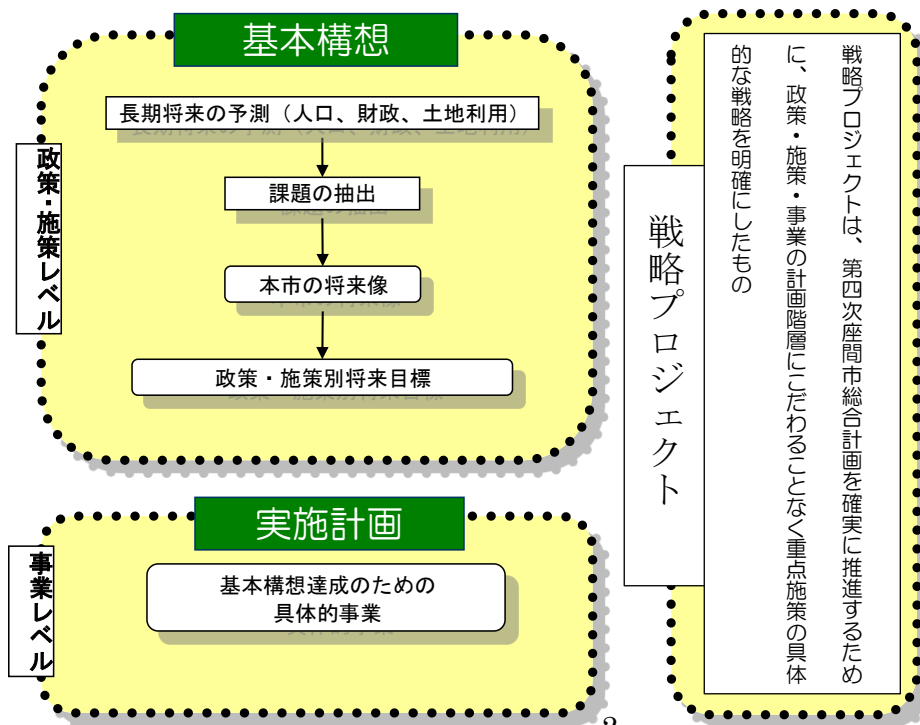 基本構想
長期将来の予測（人口、財政、土地利用）
課題の抽出
本市の将来像
政策・施策別将来目標
政策・施策レベル
実施計画
基本構想達成のための
具体的事業
事業レベル
戦略プロジェクト
戦略プロジェクトは、第四次座間市総合計画を確実に推進するため
に、政策・施策・事業の計画階層にこだわることなく重点施策の具体
的な戦略を明確にしたもの